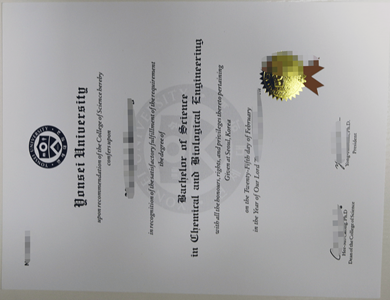 Yonsei University
upon recommendation of the College of Science hereby
confers upon
in recognition of the satisfactory fulfillment of the requirement
the degree of
Bachelor of Science
in Chemical and Biological Engineering
with all the honours, rights, and privileges thereto pertaining
Given at Seoul, Korea
on the Twenty-Fifth day of February
in the Year of Our Lord
Ph.D.
President
Ph.D
Dean of the College of Science